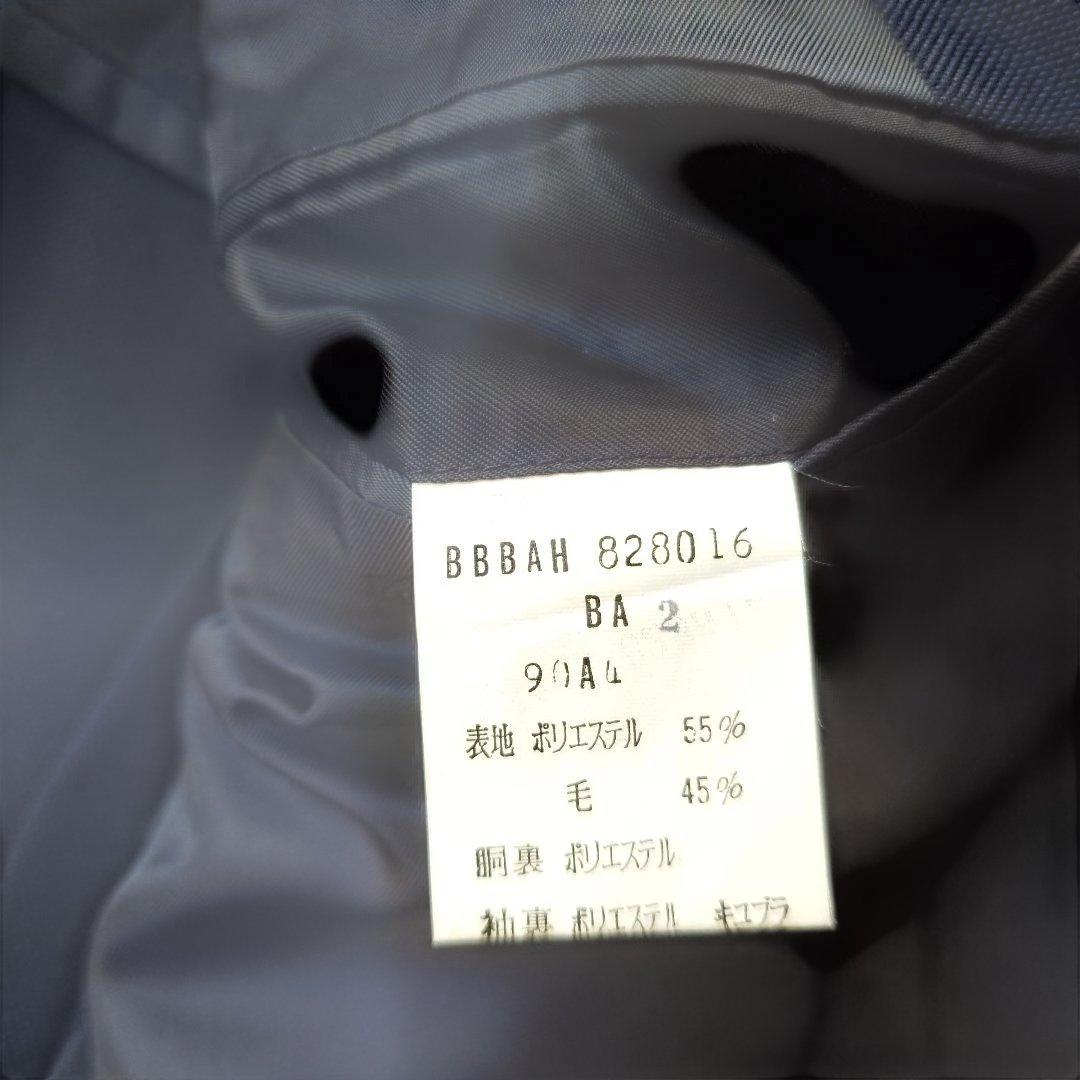 BBBAH 828016
BA 2
90A4
表地 ポリエステル 55%
毛 45%
胴裏 ポリエステル
袖裏 ポリエステル キュプラ